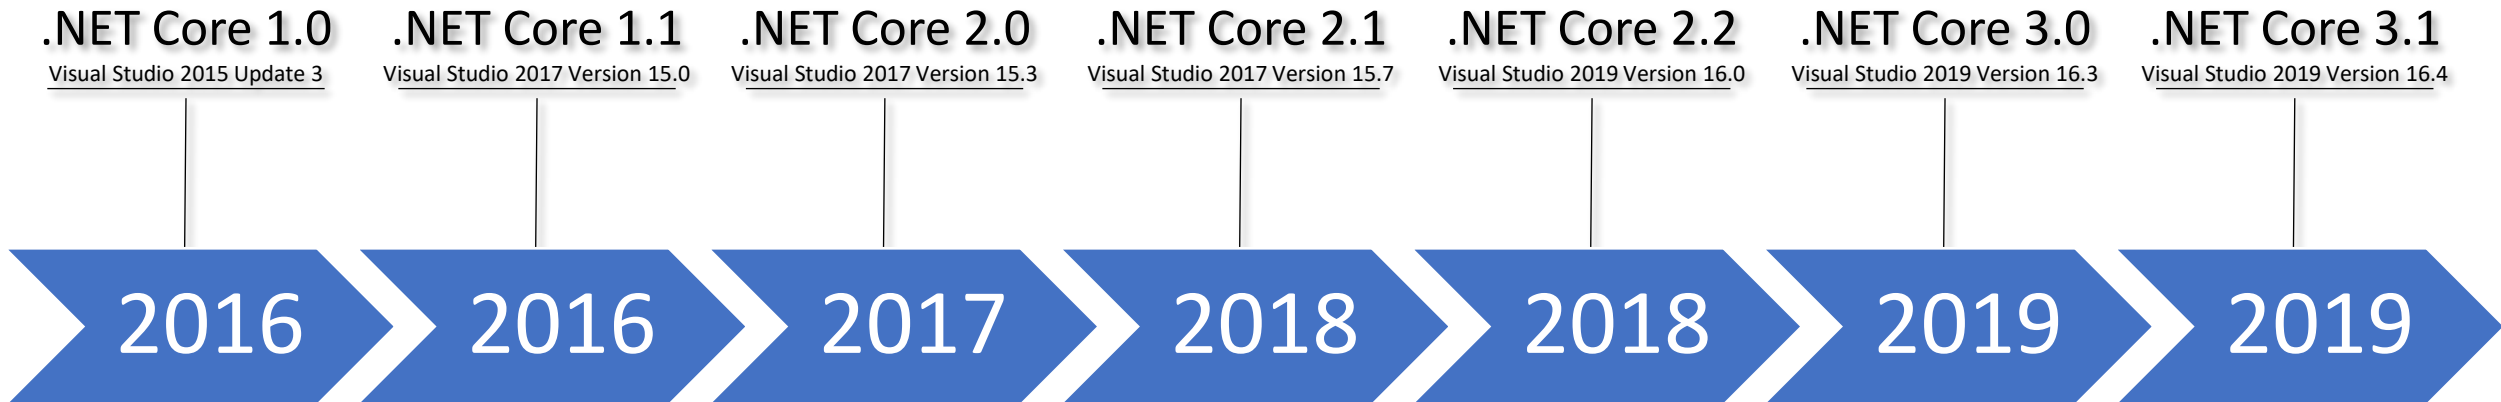 .NET Core 1.0
Visual Studio 2015 Update 3
.NET Core 1.1
Visual Studio 2017 Version 15.0
.NET Core 2.0
Visual Studio 2017 Version 15.3
.NET Core 2.1
Visual Studio 2017 Version 15.7
.NET Core 2.2
Visual Studio 2019 Version 16.0
.NET Core 3.0
Visual Studio 2019 Version 16.3
.NET Core 3.1
Visual Studio 2019 Version 16.4
2016
2016
2017
2018
2018
2019
2019